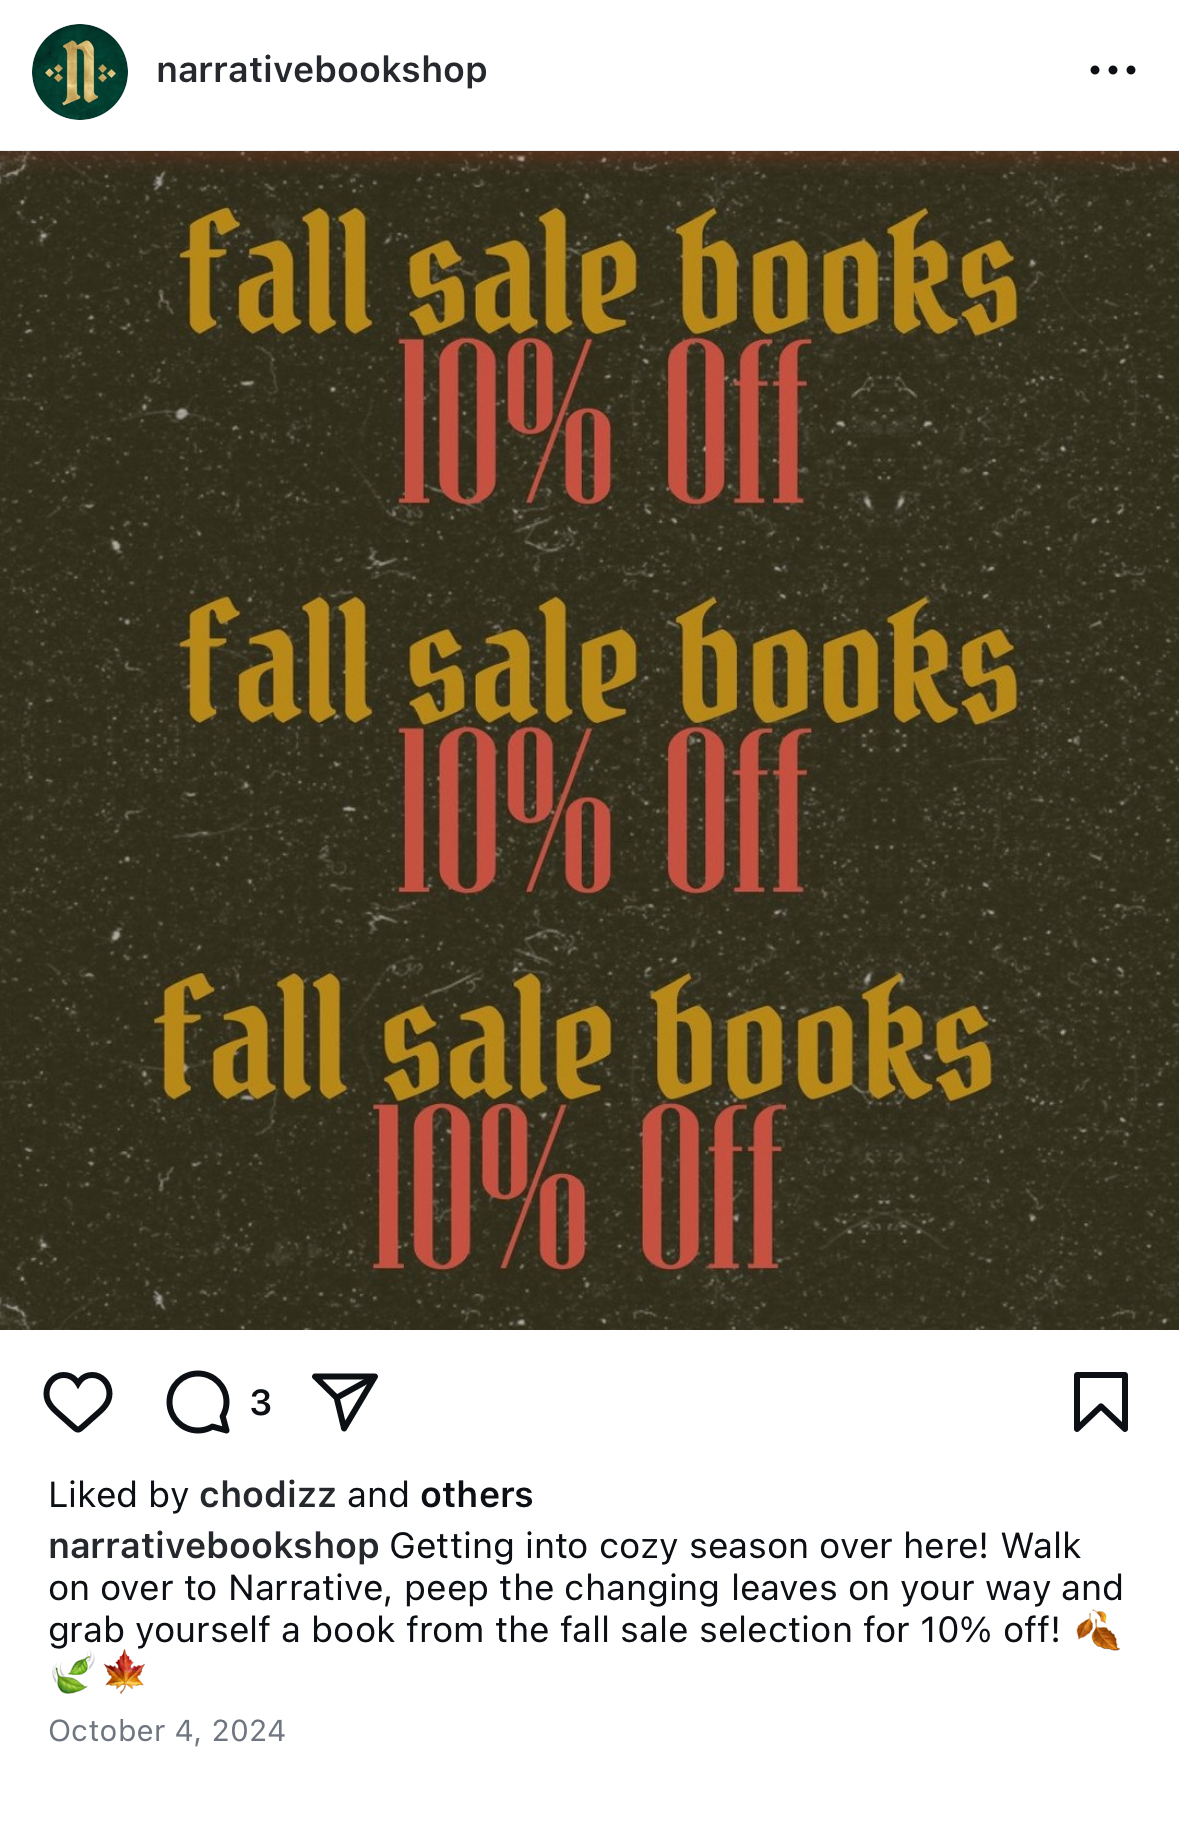 n
narrativebookshop
fall sale books
10% Off
fall sale books
10% Off
fall sale books
10% Off
3
Liked by chodizz and others
narrativebookshop Getting into cozy season over here! Walk
on over to Narrative, peep the changing leaves on your way and
grab yourself a book from the fall sale selection for 10% off! 🍂
🍃🍁
October 4, 2024